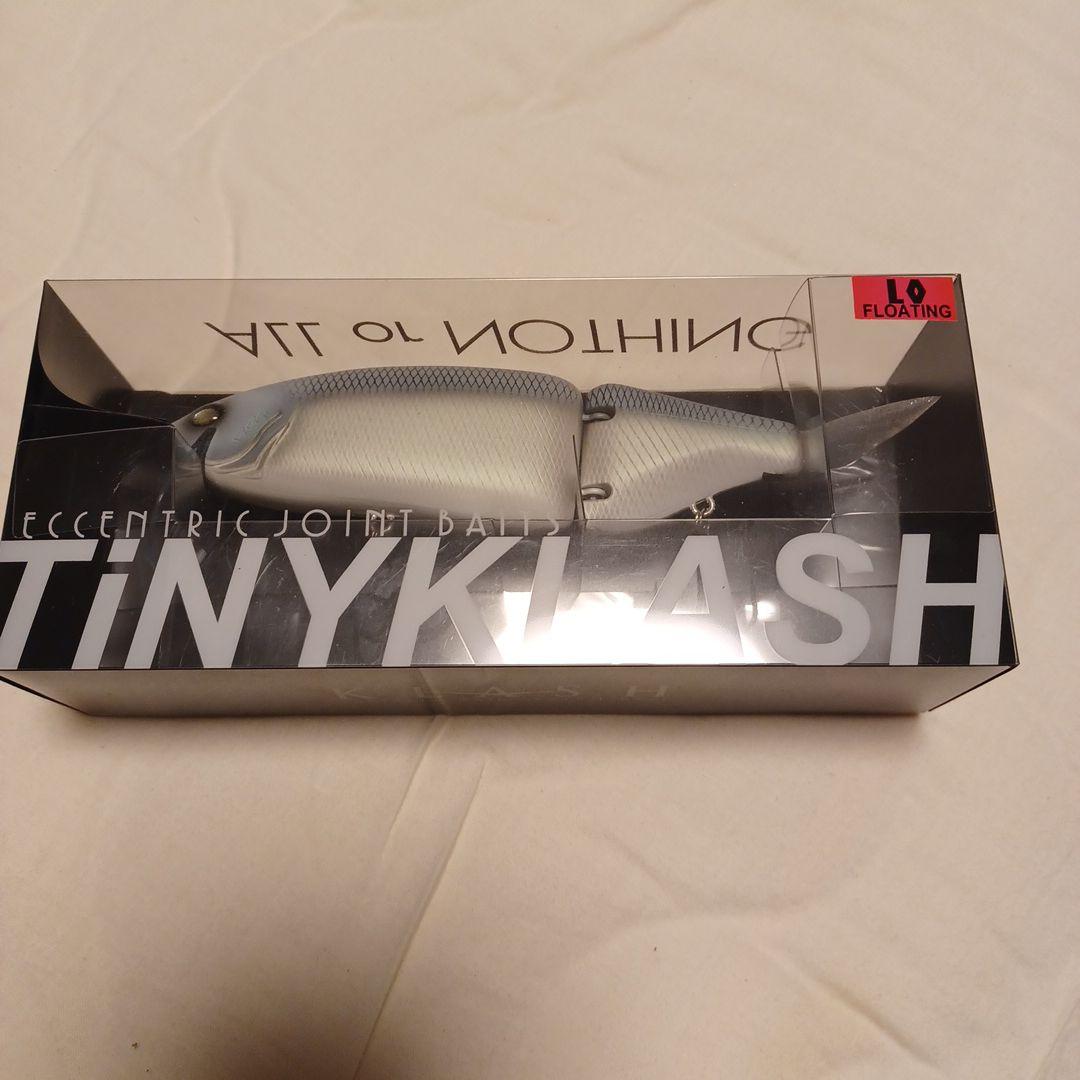 LO
FLOATING
ALL or NOTHING
ECCENTRIC JOINT BAITS
TiNYKLASH
KLASH